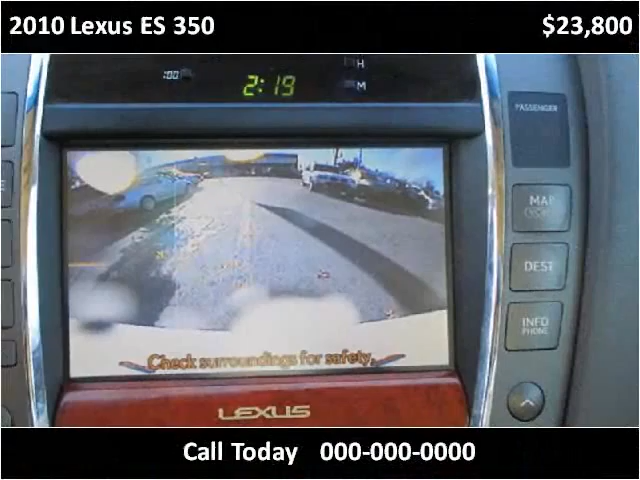 2010 Lexus ES 350 $23,800
:00 2:19 H
M
PASSENGER
MAP
DEST
INFO
PHONE
E
Check surroundings for safety.
LEXUS
Call Today 000-000-0000